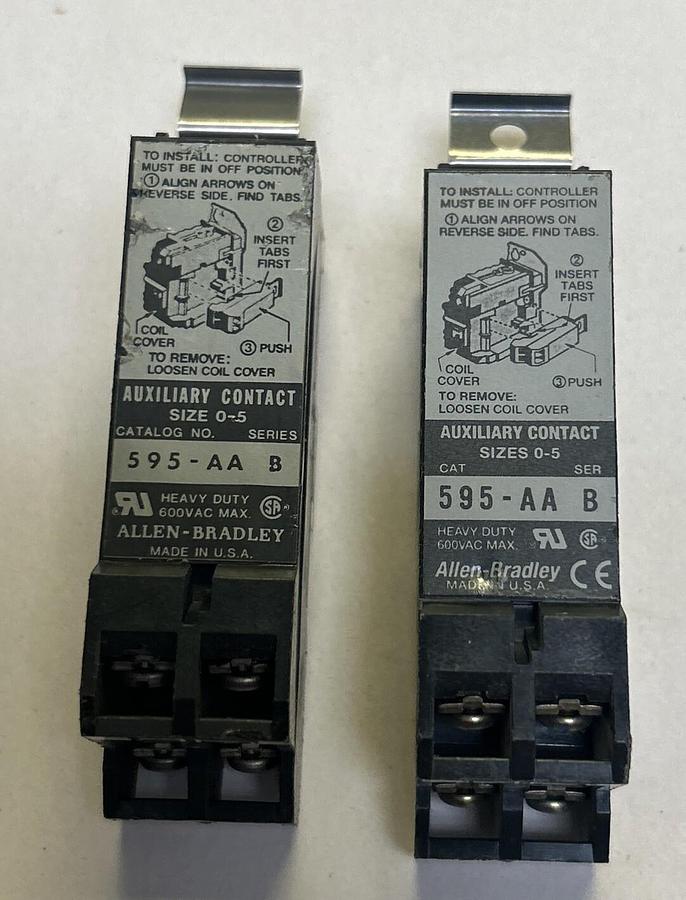 TO INSTALL: CONTROLLER
MUST BE IN OFF POSITION
① ALIGN ARROWS ON
REVERSE SIDE. FIND TABS.
②
INSERT
TABS
FIRST
COIL
COVER
③ PUSH
TO REMOVE:
LOOSEN COIL COVER
AUXILIARY CONTACT
SIZE 0-5
CATALOG NO. SERIES
595-AA B
HEAVY DUTY
600VAC MAX.
ALLEN-BRADLEY
MADE IN U.S.A.
TO INSTALL: CONTROLLER
MUST BE IN OFF POSITION
① ALIGN ARROWS ON
REVERSE SIDE. FIND TABS.
②
INSERT
TABS
FIRST
COIL
COVER
③ PUSH
TO REMOVE:
LOOSEN COIL COVER
AUXILIARY CONTACT
SIZES 0-5
CAT SER
595-AA B
HEAVY DUTY
600VAC MAX.
Allen-Bradley CE
MADE IN U.S.A.